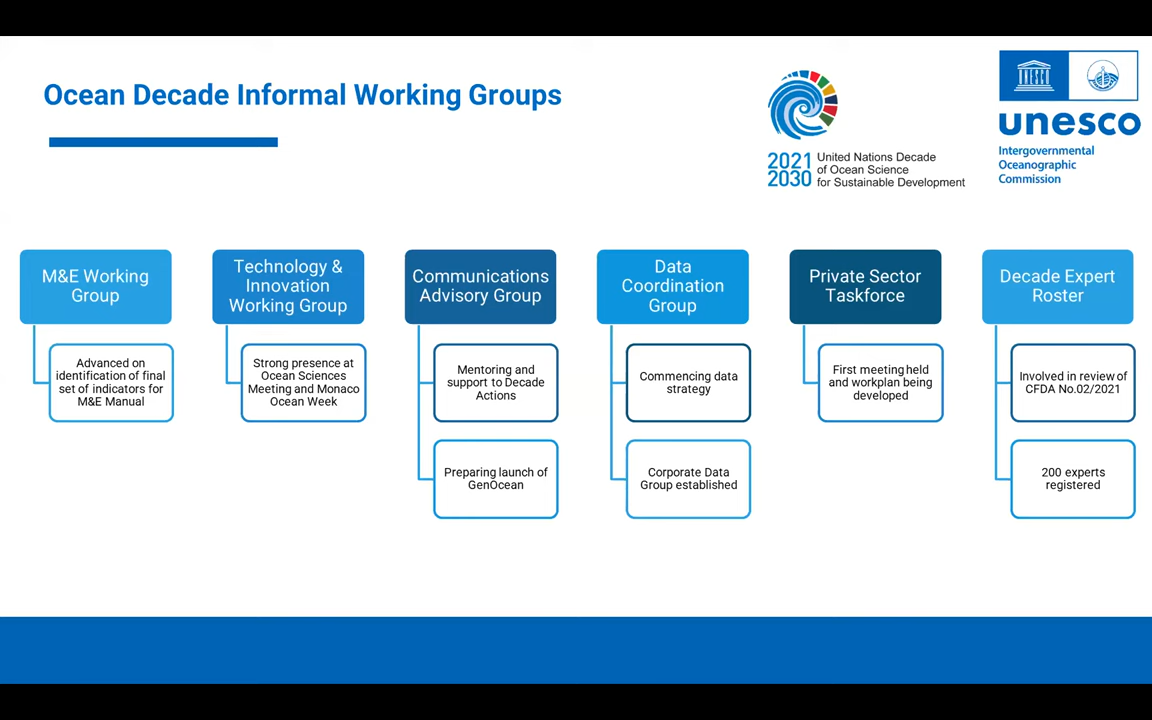 Ocean Decade Informal Working Groups
2021
2030
United Nations Decade
of Ocean Science
for Sustainable Development
UNESCO
unesco
Intergovernmental
Oceanographic
Commission
M&E Working
Group
Advanced on
identification of final
set of indicators for
M&E Manual
Technology &
Innovation
Working Group
Strong presence at
Ocean Sciences
Meeting and Monaco
Ocean Week
Communications
Advisory Group
Mentoring and
support to Decade
Actions
Preparing launch of
GenOcean
Data
Coordination
Group
Commencing data
strategy
Corporate Data
Group established
Private Sector
Taskforce
First meeting held
and workplan being
developed
Decade Expert
Roster
Involved in review of
CFDA No.02/2021
200 experts
registered